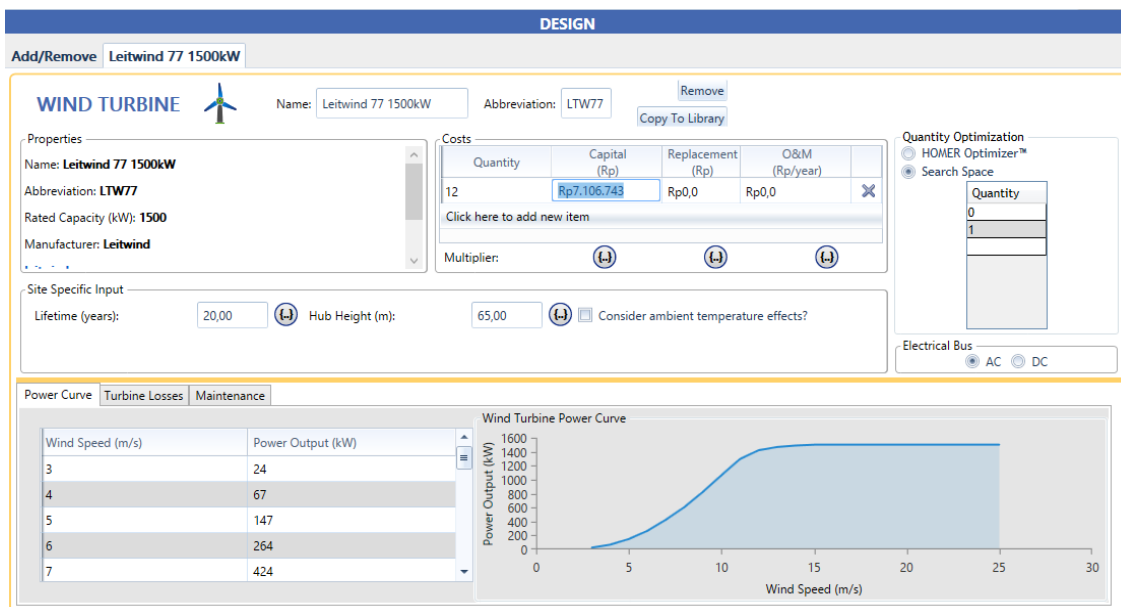 DESIGN
Add/Remove Leitwind 77 1500kW
WIND TURBINE
Name: Leitwind 77 1500kW
Abbreviation: LTW77
Remove
Copy To Library
Properties
Name: Leitwind 77 1500kW
Abbreviation: LTW77
Rated Capacity (kW): 1500
Manufacturer: Leitwind
Costs
Quantity Capital (Rp) Replacement (Rp) O&M (Rp/year)
12 Rp7.106.743 Rp0,0 Rp0,0
Click here to add new item
Multiplier: {..} {..} {..}
Quantity Optimization
HOMER Optimizer™
Search Space
Quantity
0
1
Site Specific Input
Lifetime (years): 20,00 {..} Hub Height (m): 65,00 {..} Consider ambient temperature effects?
Electrical Bus
AC DC
Power Curve Turbine Losses Maintenance
Wind Speed (m/s) Power Output (kW)
3 24
4 67
5 147
6 264
7 424
Wind Turbine Power Curve
Power Output (kW)
1600
1400
1200
1000
800
600
400
200
0
0 5 10 15 20 25 30
Wind Speed (m/s)